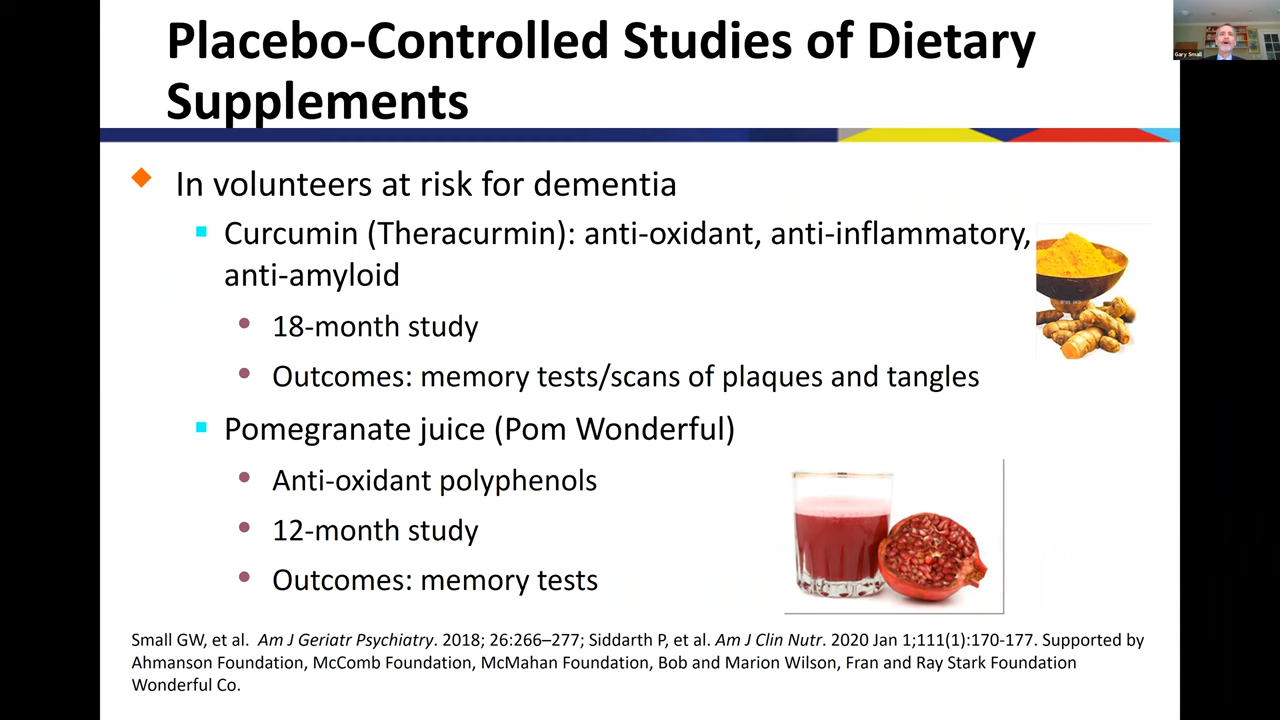 Placebo-Controlled Studies of Dietary
Supplements
Gary Small
In volunteers at risk for dementia
Curcumin (Theracurmin): anti-oxidant, anti-inflammatory,
anti-amyloid
18-month study
Outcomes: memory tests/scans of plaques and tangles
Pomegranate juice (Pom Wonderful)
Anti-oxidant polyphenols
12-month study
Outcomes: memory tests
Small GW, et al. Am J Geriatr Psychiatry. 2018; 26:266–277; Siddarth P, et al. Am J Clin Nutr. 2020 Jan 1;111(1):170-177. Supported by
Ahmanson Foundation, McComb Foundation, McMahan Foundation, Bob and Marion Wilson, Fran and Ray Stark Foundation
Wonderful Co.